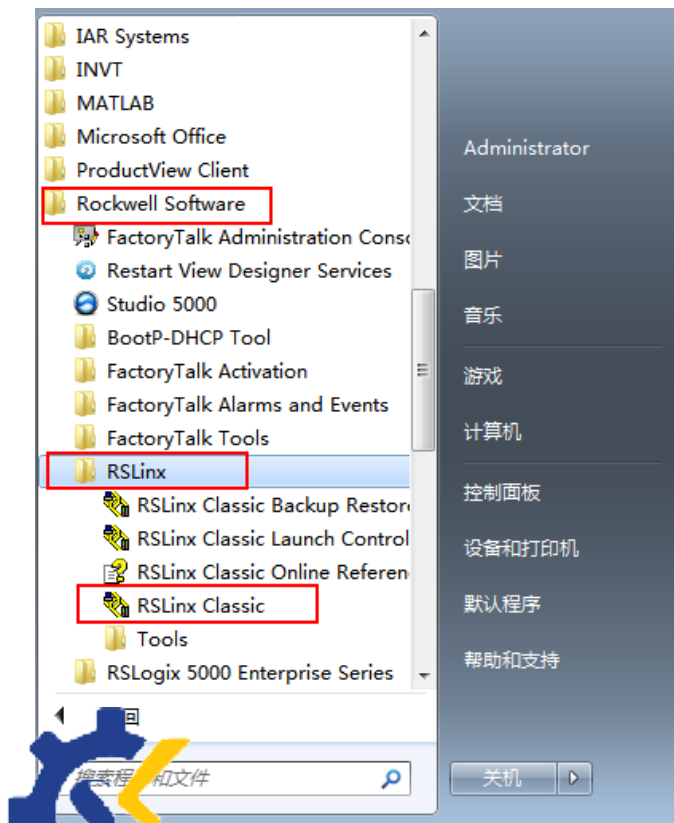 IAR Systems
INVT
MATLAB
Microsoft Office
ProductView Client
Rockwell Software
FactoryTalk Administration Conso
Restart View Designer Services
Studio 5000
BootP-DHCP Tool
FactoryTalk Activation
FactoryTalk Alarms and Events
FactoryTalk Tools
RSLinx
RSLinx Classic Backup Restor
RSLinx Classic Launch Control
RSLinx Classic Online Referen
RSLinx Classic
Tools
RSLogix 5000 Enterprise Series
回
搜索程 和文件
Administrator
文档
图片
音乐
游戏
计算机
控制面板
设备和打印机
默认程序
帮助和支持
关机